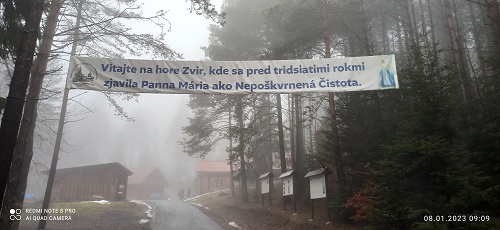 Vitajte na hore Zvir, kde sa pred tridsiatimi rokmi
zjavila Panna Mária ako Nepoškvrnená Čistota.
REDMI NOTE 8 PRO
AI QUAD CAMERA
08.01.2023 09:09